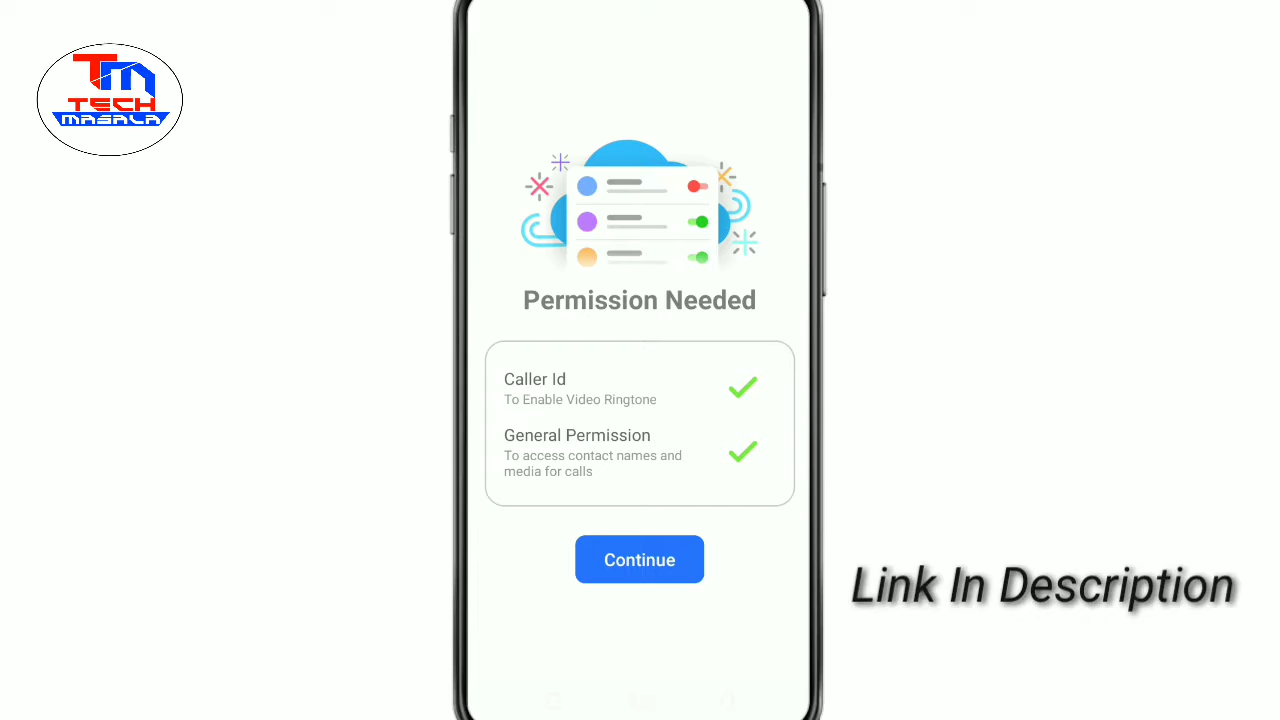 TM
TECH
MASALA
Permission Needed
Caller Id
To Enable Video Ringtone
General Permission
To access contact names and
media for calls
Continue
Link In Description